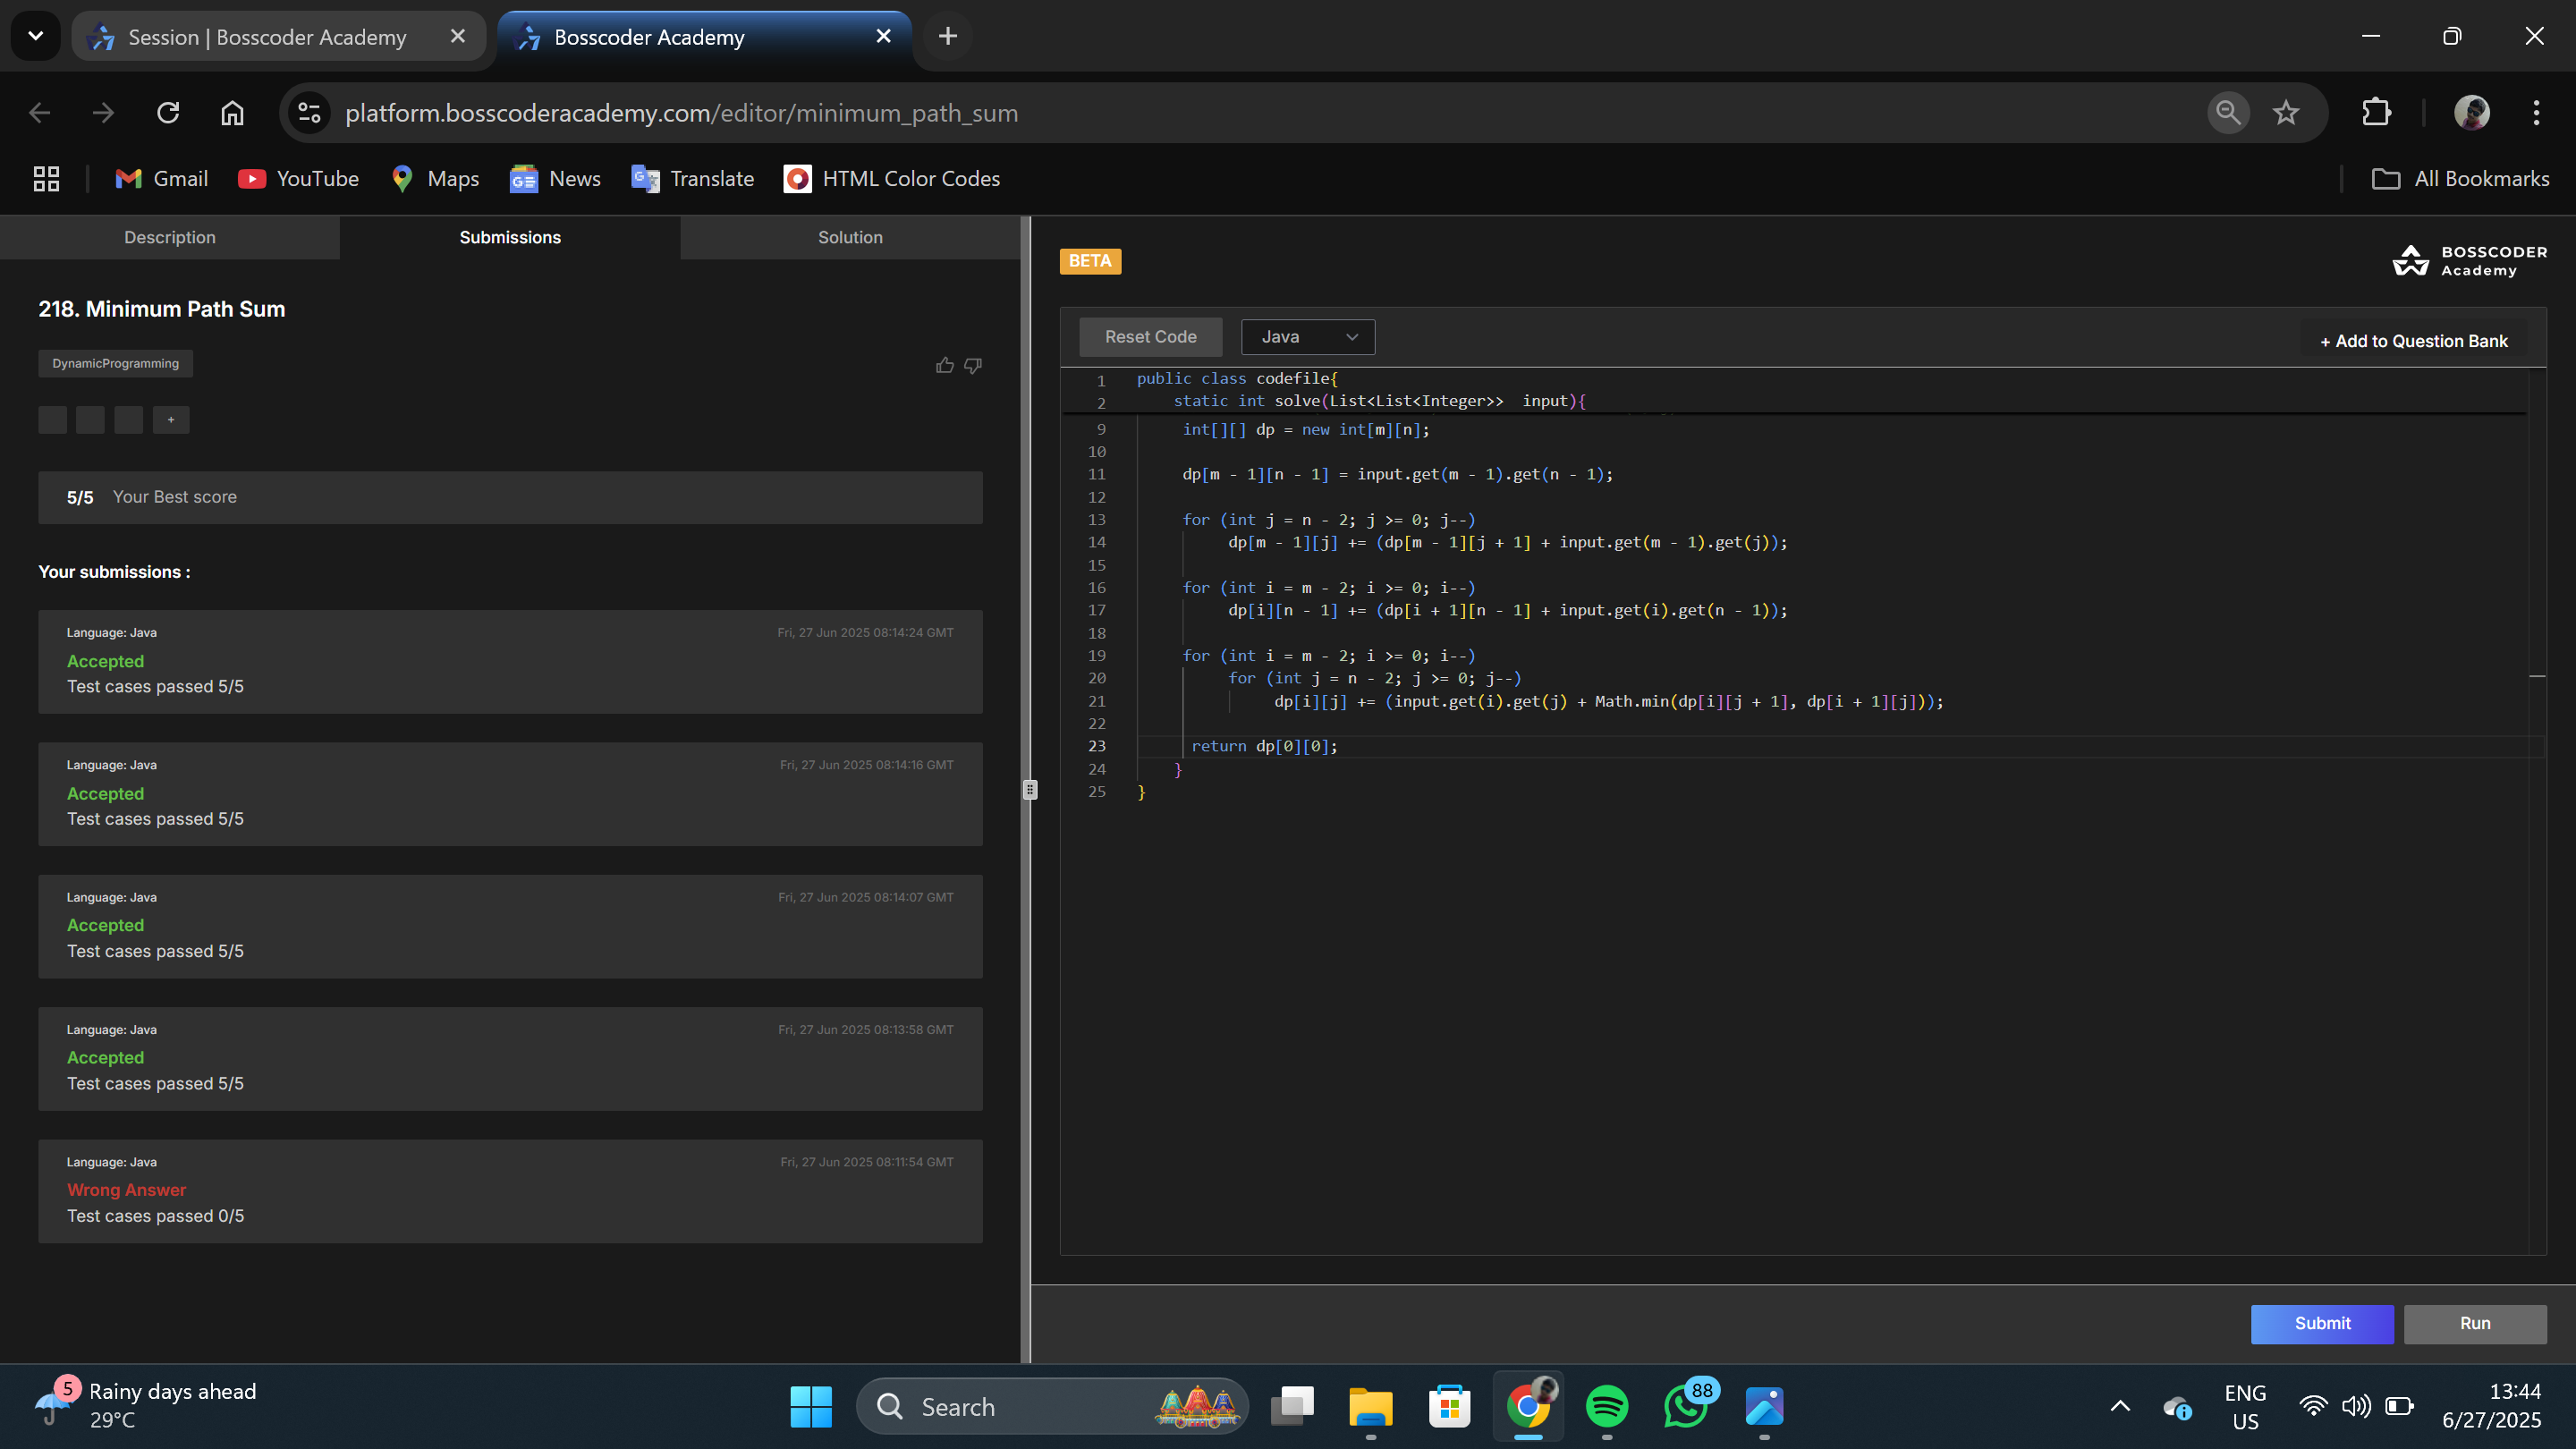 Session | Bosscoder Academy
Bosscoder Academy
platform.bosscoderacademy.com/editor/minimum_path_sum
Gmail
YouTube
Maps
News
Translate
HTML Color Codes
All Bookmarks
Description
Submissions
Solution
218. Minimum Path Sum
DynamicProgramming
+
5/5 Your Best score
Your submissions :
Language: Java
Fri, 27 Jun 2025 08:14:24 GMT
Accepted
Test cases passed 5/5
Language: Java
Fri, 27 Jun 2025 08:14:16 GMT
Accepted
Test cases passed 5/5
Language: Java
Fri, 27 Jun 2025 08:14:07 GMT
Accepted
Test cases passed 5/5
Language: Java
Fri, 27 Jun 2025 08:13:58 GMT
Accepted
Test cases passed 5/5
Language: Java
Fri, 27 Jun 2025 08:11:54 GMT
Wrong Answer
Test cases passed 0/5
BETA
BOSSCODER
Academy
Reset Code
Java
+ Add to Question Bank
1 public class codefile{
2 static int solve(List<List<Integer>> input){
9 int[][] dp = new int[m][n];
10
11 dp[m - 1][n - 1] = input.get(m - 1).get(n - 1);
12
13 for (int j = n - 2; j >= 0; j--)
14 dp[m - 1][j] += (dp[m - 1][j + 1] + input.get(m - 1).get(j));
15
16 for (int i = m - 2; i >= 0; i--)
17 dp[i][n - 1] += (dp[i + 1][n - 1] + input.get(i).get(n - 1));
18
19 for (int i = m - 2; i >= 0; i--)
20 for (int j = n - 2; j >= 0; j--)
21 dp[i][j] += (input.get(i).get(j) + Math.min(dp[i][j + 1], dp[i + 1][j]));
22
23 return dp[0][0];
24 }
25 }
Submit
Run
5
Rainy days ahead
29°C
Search
88
ENG
US
13:44
6/27/2025